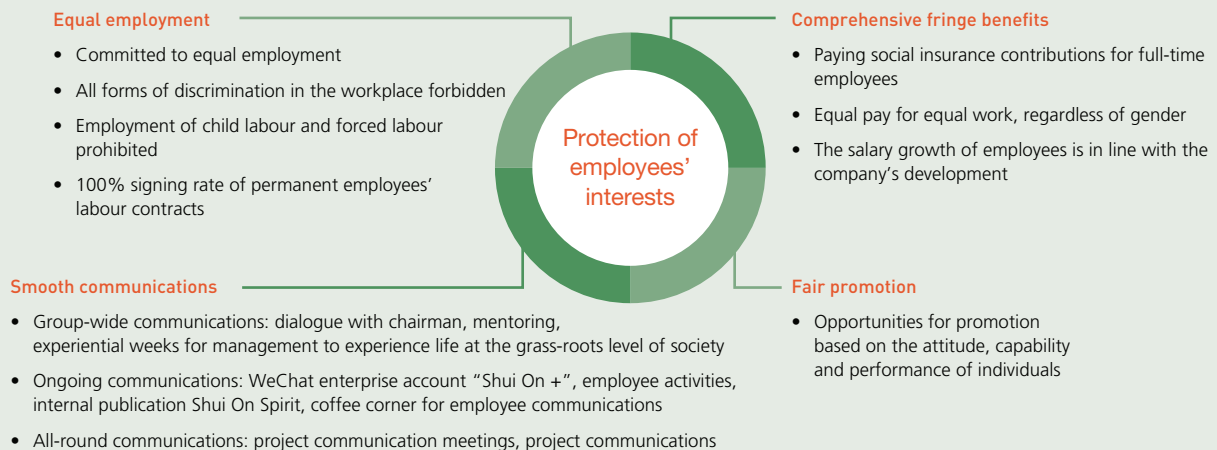 Equal employment
• Committed to equal employment
• All forms of discrimination in the workplace forbidden
• Employment of child labour and forced labour
prohibited
• 100% signing rate of permanent employees’
labour contracts
Comprehensive fringe benefits
• Paying social insurance contributions for full-time
employees
• Equal pay for equal work, regardless of gender
• The salary growth of employees is in line with the
company’s development
Protection of
employees’
interests
Smooth communications
• Group-wide communications: dialogue with chairman, mentoring,
experiential weeks for management to experience life at the grass-roots level of society
• Ongoing communications: WeChat enterprise account “Shui On +”, employee activities,
internal publication Shui On Spirit, coffee corner for employee communications
• All-round communications: project communication meetings, project communications
Fair promotion
• Opportunities for promotion
based on the attitude, capability
and performance of individuals